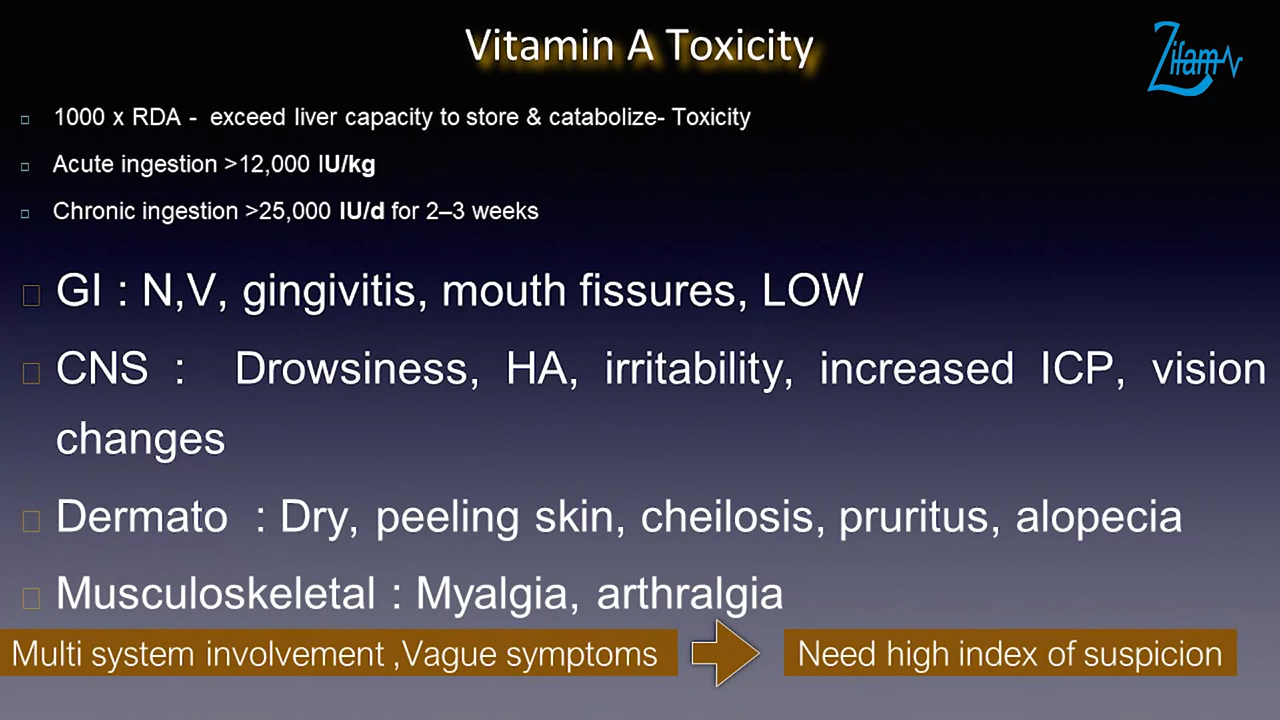 Vitamin A Toxicity
Zifam
1000 x RDA - exceed liver capacity to store & catabolize- Toxicity
Acute ingestion >12,000 IU/kg
Chronic ingestion >25,000 IU/d for 2–3 weeks
GI : N,V, gingivitis, mouth fissures, LOW
CNS : Drowsiness, HA, irritability, increased ICP, vision
changes
Dermato : Dry, peeling skin, cheilosis, pruritus, alopecia
Musculoskeletal : Myalgia, arthralgia
Multi system involvement ,Vague symptoms
Need high index of suspicion